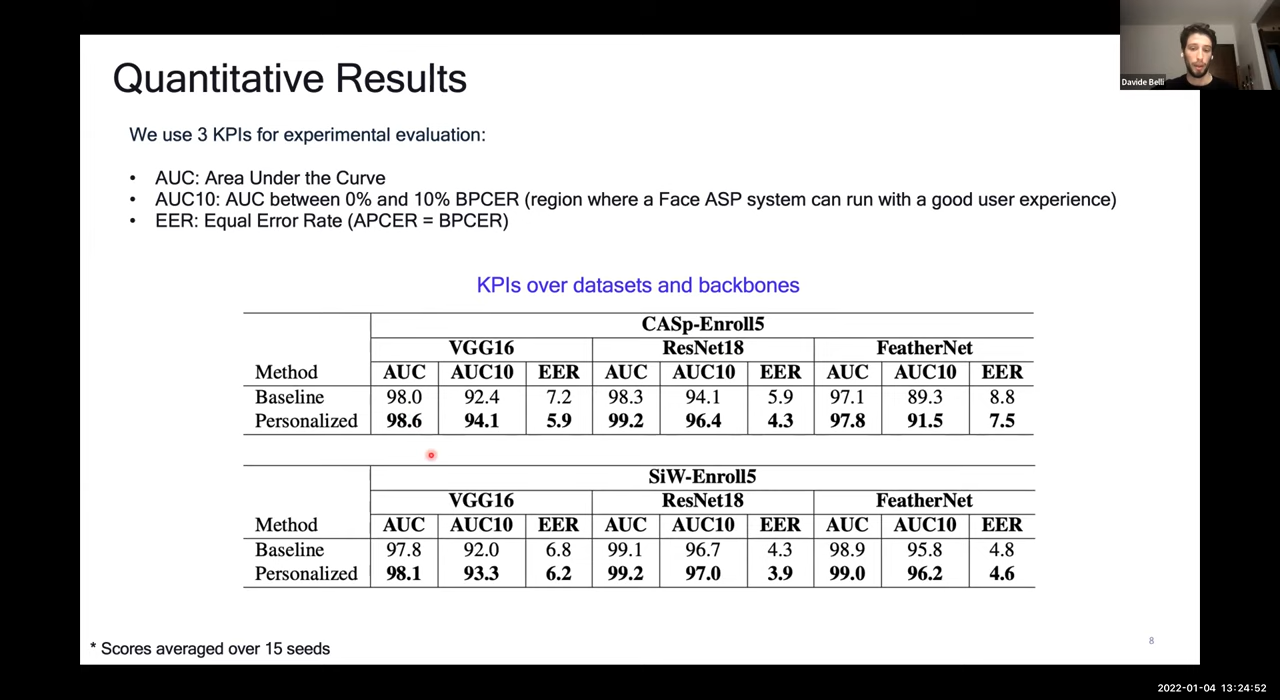 Quantitative Results
Davide Belli
We use 3 KPIs for experimental evaluation:
• AUC: Area Under the Curve
• AUC10: AUC between 0% and 10% BPCER (region where a Face ASP system can run with a good user experience)
• EER: Equal Error Rate (APCER = BPCER)
KPIs over datasets and backbones
CASp-Enroll5
VGG16 ResNet18 FeatherNet
Method AUC AUC10 EER AUC AUC10 EER AUC AUC10 EER
Baseline 98.0 92.4 7.2 98.3 94.1 5.9 97.1 89.3 8.8
Personalized 98.6 94.1 5.9 99.2 96.4 4.3 97.8 91.5 7.5
SiW-Enroll5
VGG16 ResNet18 FeatherNet
Method AUC AUC10 EER AUC AUC10 EER AUC AUC10 EER
Baseline 97.8 92.0 6.8 99.1 96.7 4.3 98.9 95.8 4.8
Personalized 98.1 93.3 6.2 99.2 97.0 3.9 99.0 96.2 4.6
* Scores averaged over 15 seeds
8
2022-01-04 13:24:52